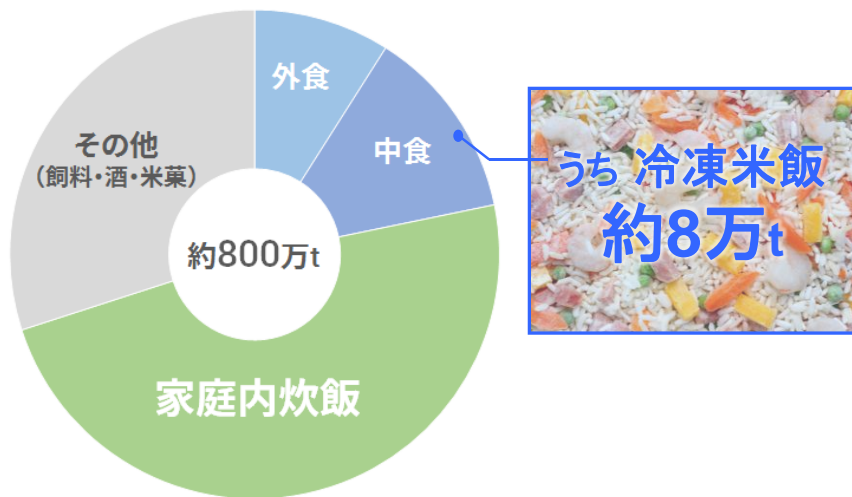 外食
中食
うち 冷凍米飯
約8万t
その他
（飼料・酒・米菓）
約800万t
家庭内炊飯